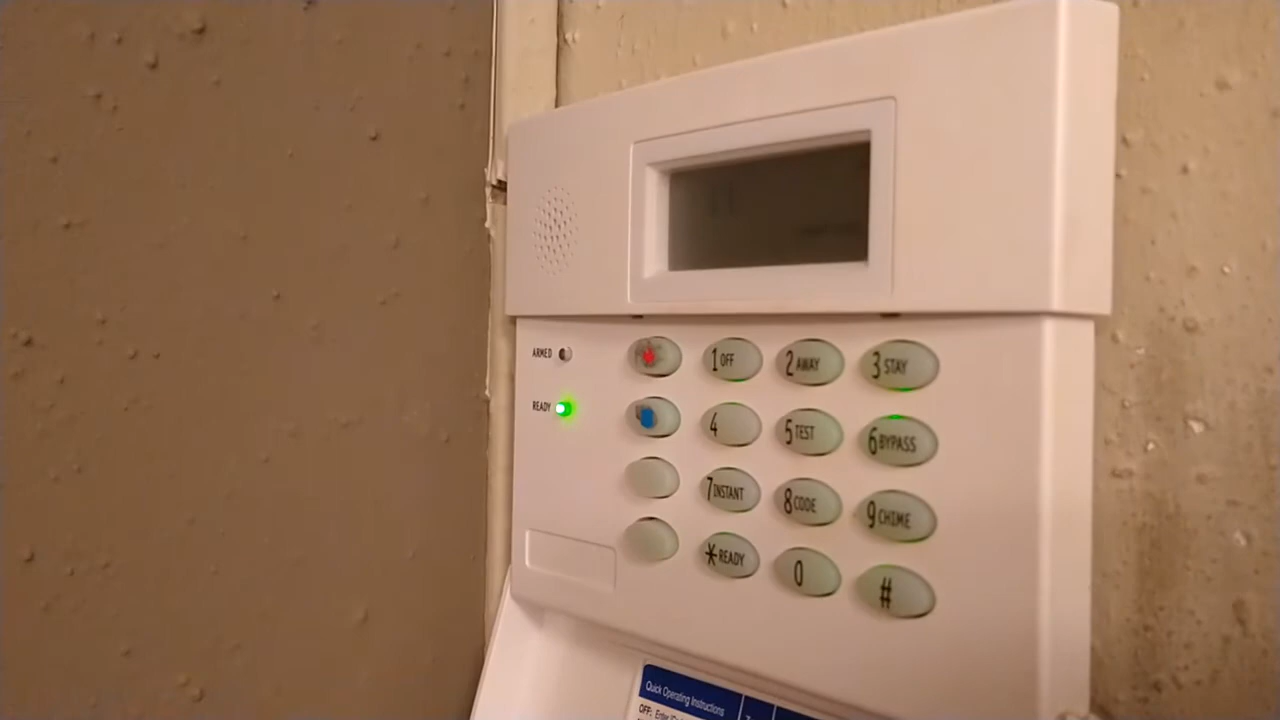 ARMED
1 OFF
2 AWAY
3 STAY
READY
4
5 TEST
6 BYPASS
7 INSTANT
8 CODE
9 CHIME
* READY
0
#
Quick Operating Instructions
OFF: Enter